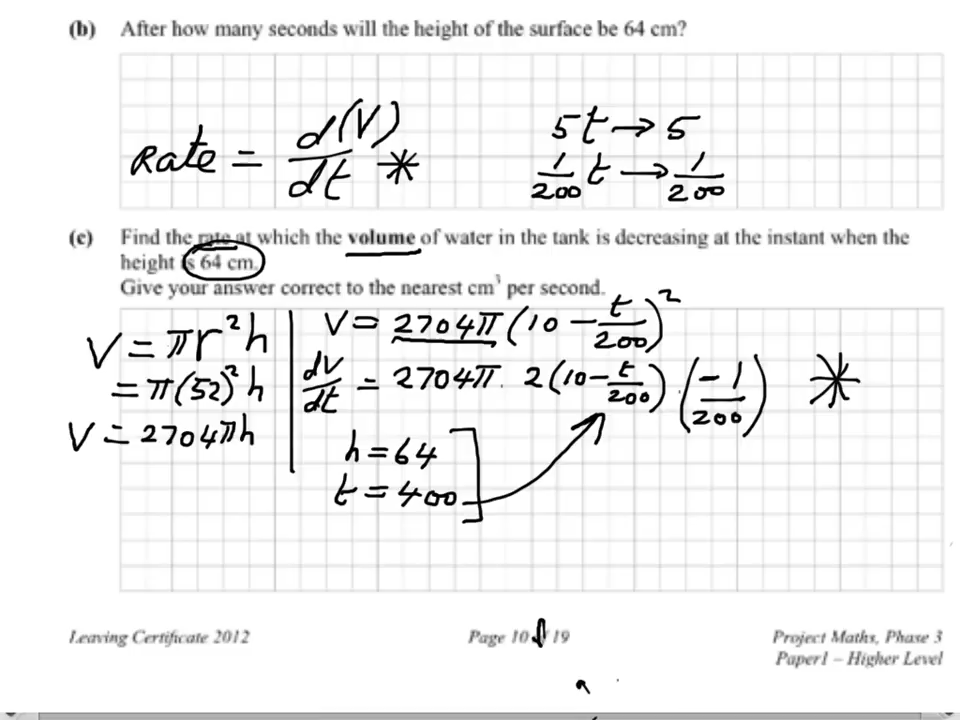 (b) After how many seconds will the height of the surface be 64 cm?
Rate = d(V)/dt *
5t → 5
1/200 t → 1/200
(c) Find the rate at which the volume of water in the tank is decreasing at the instant when the
height is 64 cm.
Give your answer correct to the nearest cm³ per second.
V = πr²h
= π(52)²h
V = 2704πh
V = 2704π(10 − t/200)²
dV/dt = 2704π. 2(10 − t/200).(−1/200) *
h = 64
t = 400
Leaving Certificate 2012
Page 10 of 19
Project Maths, Phase 3
Paper1 – Higher Level